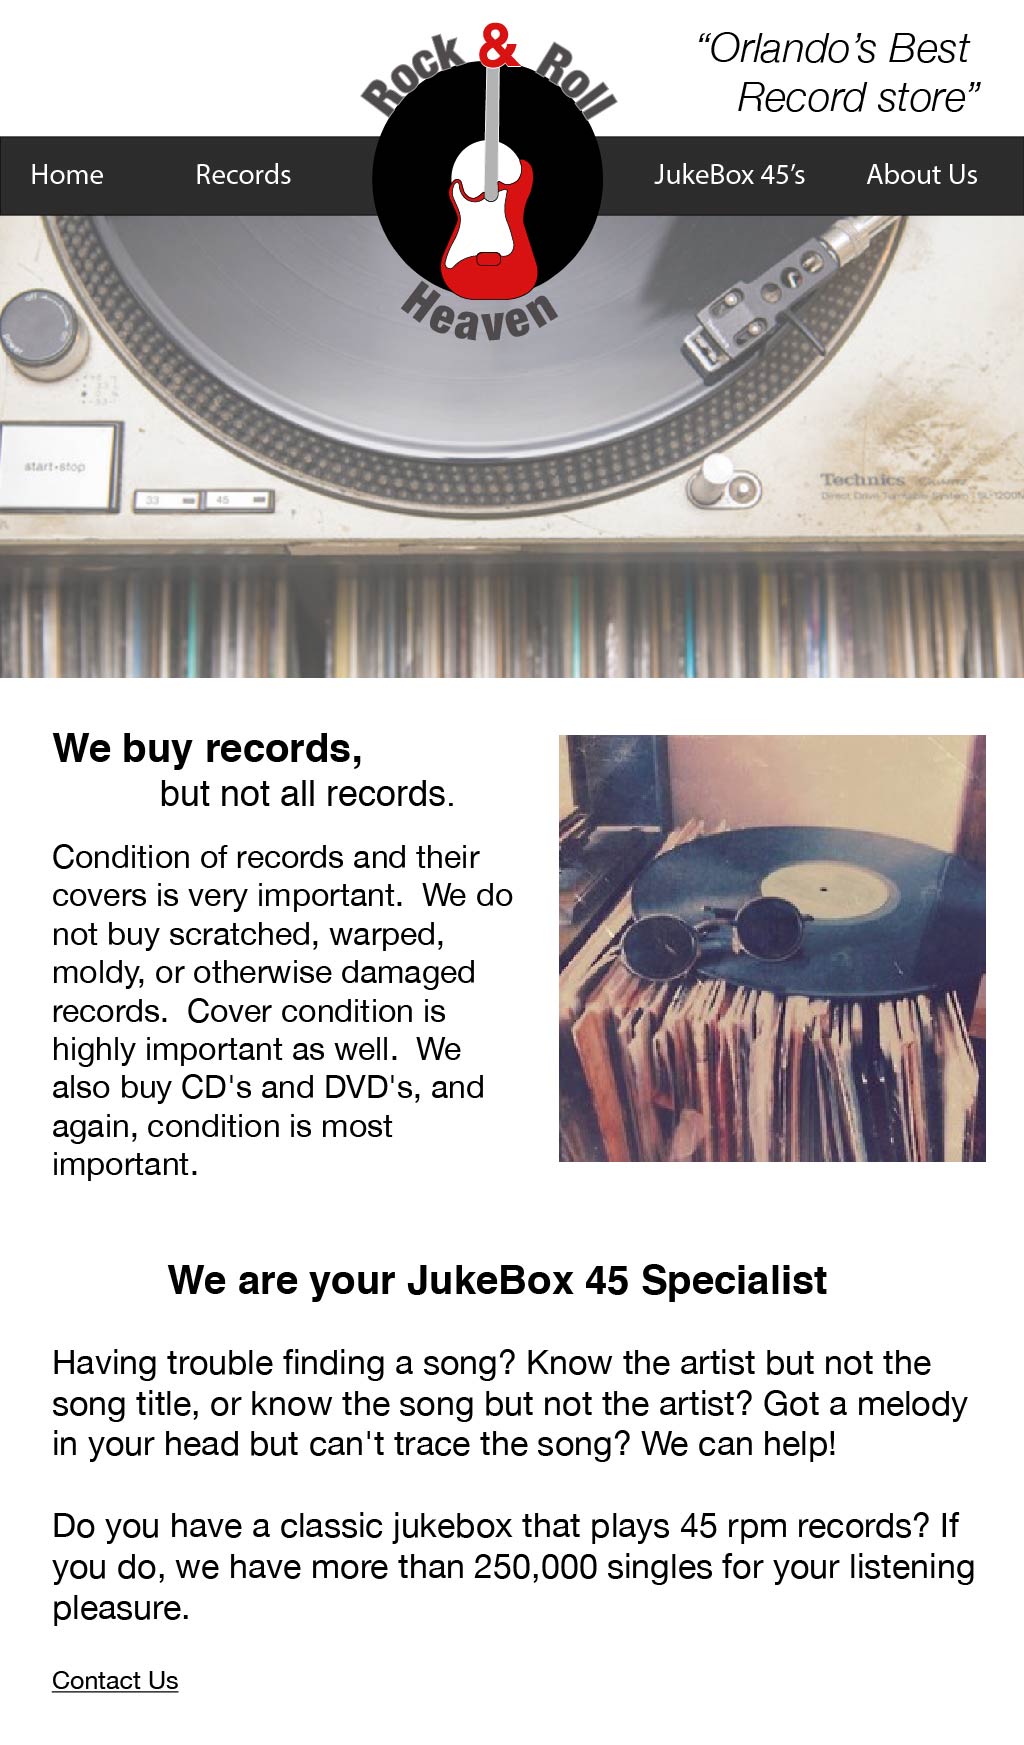 Rock & Roll
Heaven
“Orlando’s Best
Record store”
Home
Records
JukeBox 45’s
About Us
start•stop
33
45
Technics
Direct Drive Turntable System
We buy records,
but not all records.
Condition of records and their
covers is very important.  We do
not buy scratched, warped,
moldy, or otherwise damaged
records.  Cover condition is
highly important as well.  We
also buy CD's and DVD's, and
again, condition is most
important.
We are your JukeBox 45 Specialist
Having trouble finding a song? Know the artist but not the
song title, or know the song but not the artist? Got a melody
in your head but can't trace the song? We can help!
Do you have a classic jukebox that plays 45 rpm records? If
you do, we have more than 250,000 singles for your listening
pleasure.
Contact Us